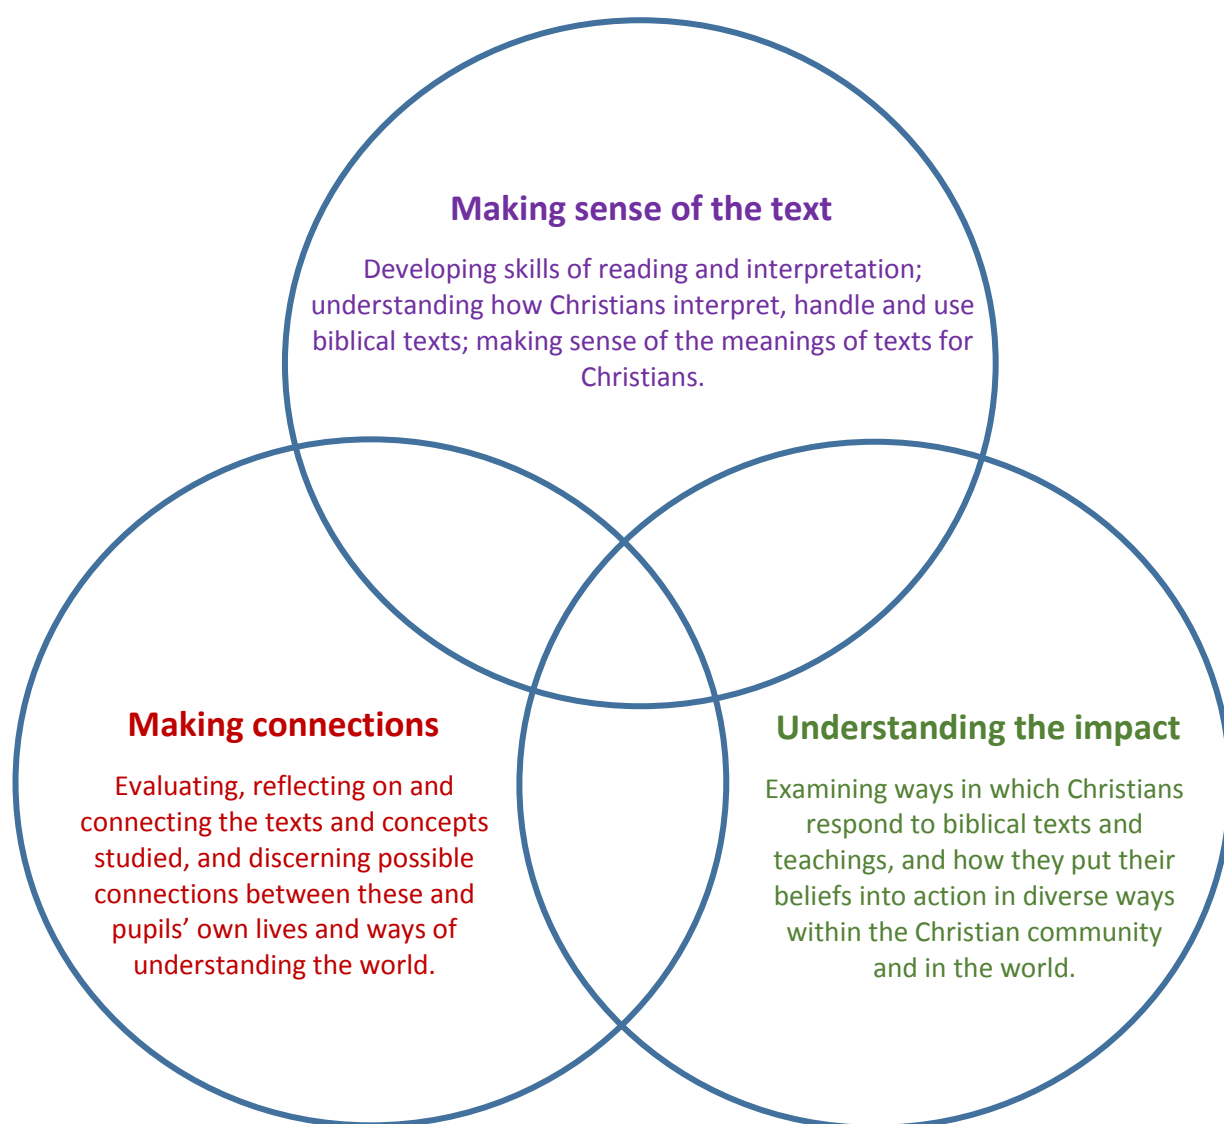 Making sense of the text
Developing skills of reading and interpretation;
understanding how Christians interpret, handle and use
biblical texts; making sense of the meanings of texts for
Christians.
Making connections
Evaluating, reflecting on and
connecting the texts and concepts
studied, and discerning possible
connections between these and
pupils’ own lives and ways of
understanding the world.
Understanding the impact
Examining ways in which Christians
respond to biblical texts and
teachings, and how they put their
beliefs into action in diverse ways
within the Christian community
and in the world.